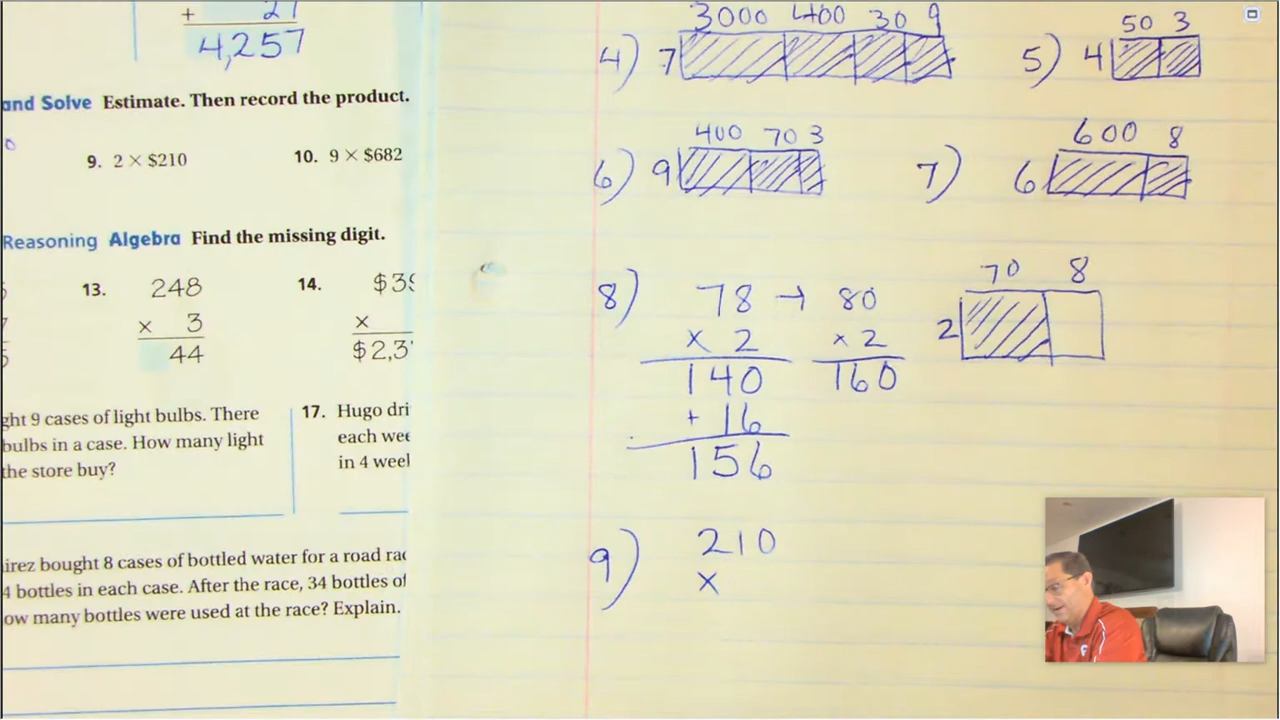 + 27
4,257
and Solve Estimate. Then record the product.
9. 2 × $210
10. 9 × $682
Reasoning Algebra Find the missing digit.
13. 248
× 3
44
14. $39
×
$2,3
ght 9 cases of light bulbs. There
bulbs in a case. How many light
the store buy?
17. Hugo dri
each wee
in 4 week
irez bought 8 cases of bottled water for a road rac
4 bottles in each case. After the race, 34 bottles of
ow many bottles were used at the race? Explain.
3000 400 30 9
4) 7
50 3
5) 4
400 70 3
6) 9
600 8
7) 6
8) 78 → 80
x 2 x 2
140 160
+ 16
156
70 8
2
9) 210
x